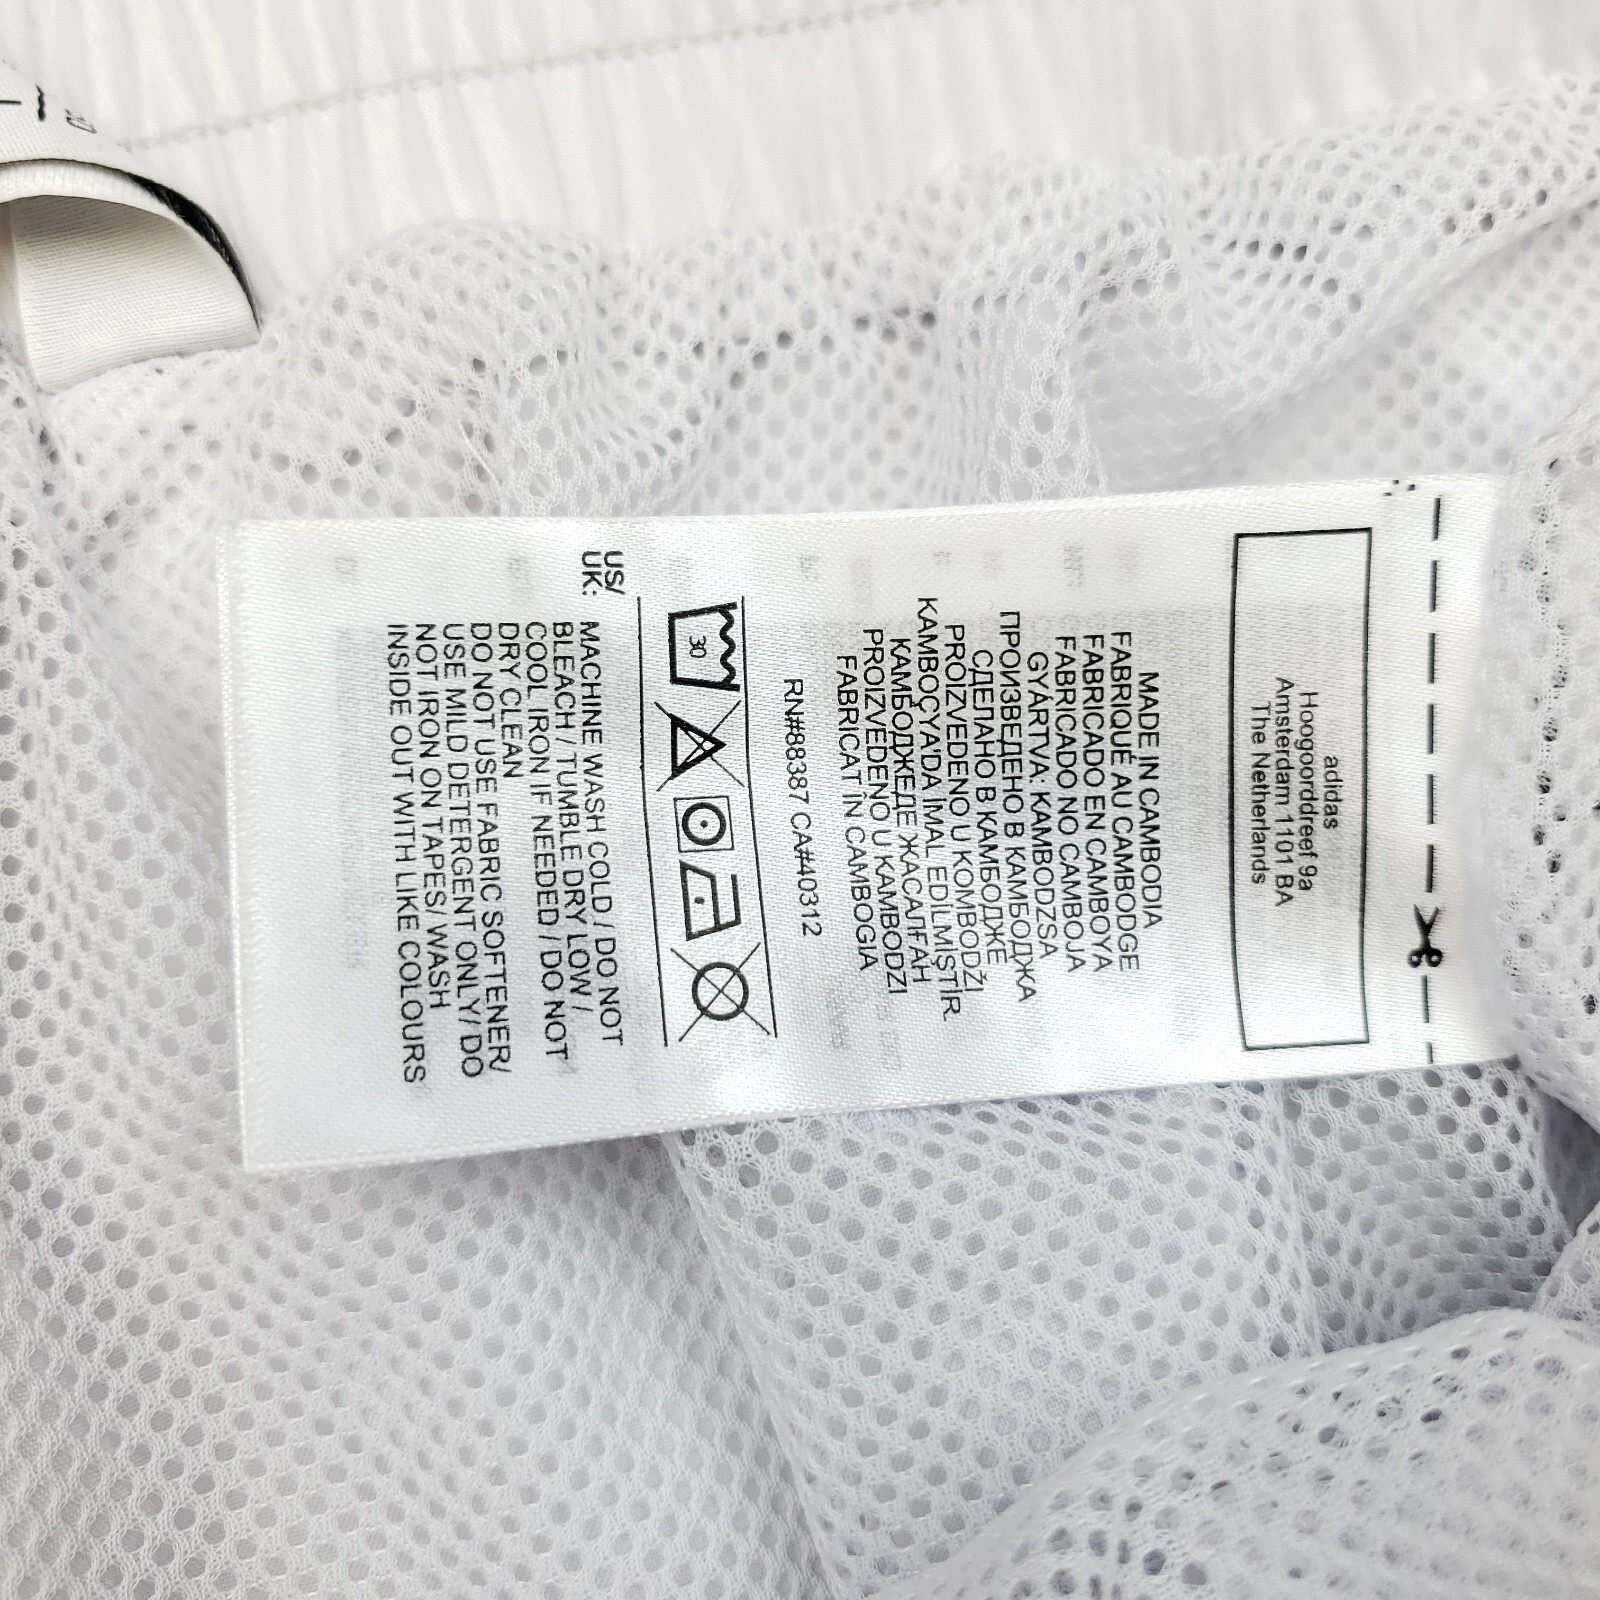 adidas
Hoogoorddreef 9a
Amsterdam 1101 BA
The Netherlands
MADE IN CAMBODIA
FABRIQUÉ AU CAMBODGE
FABRICADO EN CAMBOYA
FABRICADO NO CAMBOJA
GYÁRTVA: KAMBODZSA
ПРОИЗВЕДЕНО В КАМБОДЖА
СДЕЛАНО В КАМБОДЖЕ
PROIZVEDENO U KOMBODŽI
KAMBOÇYA'DA İMAL EDİLMİŞTİR.
КАМБОДЖЕДЕ ЖАСАЛҒАН
PROIZVEDENO U KAMBODZI
FABRICAT ÎN CAMBOGIA
RN#88387 CA#40312
30
US/
UK:
MACHINE WASH COLD / DO NOT
BLEACH / TUMBLE DRY LOW /
COOL IRON IF NEEDED / DO NOT
DRY CLEAN
DO NOT USE FABRIC SOFTENER/
USE MILD DETERGENT ONLY/ DO
NOT IRON ON TAPES/ WASH
INSIDE OUT WITH LIKE COLOURS